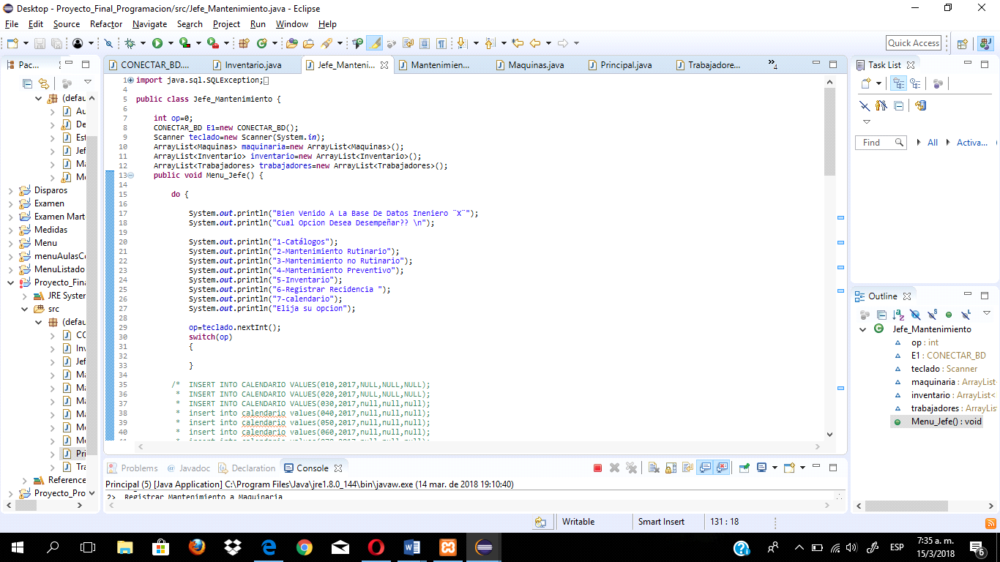 Desktop - Proyecto_Final_Programacion/src/Jefe_Mantenimiento.java - Eclipse
File Edit Source Refactor Navigate Search Project Run Window Help
Quick Access
Pac...
(defau
Au
De
Est
Jef
Ma
Me
Disparos
Examen
Examen Mart
Medidas
Menu
menuAulasCo
MenuListado
Proyecto_Fina
JRE System
src
(defau
CO
Inv
Jef
Ma
Ma
Ma
Ma
Me
Me
Pri
Tra
Reference
Proyecto_Pro
CONECTAR_BD.... Inventario.java Jefe_Manteni... Mantenimien... Maquinas.java Principal.java Trabajadore... »4
1 import java.sql.SQLException;
4
5 public class Jefe_Mantenimiento {
6
7 int op=0;
8 CONECTAR_BD E1=new CONECTAR_BD();
9 Scanner teclado=new Scanner(System.in);
10 ArrayList<Maquinas> maquinaria=new ArrayList<Maquinas>();
11 ArrayList<Inventario> inventario=new ArrayList<Inventario>();
12 ArrayList<Trabajadores> trabajadores=new ArrayList<Trabajadores>();
13 public void Menu_Jefe() {
14
15 do {
16
17 System.out.println("Bien Venido A La Base De Datos Ineniero ¨X¨");
18 System.out.println("Cual Opcion Desea Desempeñar?? \n");
19
20 System.out.println("1-Catálogos");
21 System.out.println("2-Mantenimiento Rutinario");
22 System.out.println("3-Mantenimiento no Rutinario");
23 System.out.println("4-Mantenimiento Preventivo");
24 System.out.println("5-Inventario");
25 System.out.println("6-Registrar Recidencia ");
26 System.out.println("7-calendario");
27 System.out.println("Elija su opcion");
28
29 op=teclado.nextInt();
30 switch(op)
31 {
32
33 }
34
35 /* INSERT INTO CALENDARIO VALUES(010,2017,NULL,NULL,NULL);
36 * INSERT INTO CALENDARIO VALUES(020,2017,NULL,NULL,NULL);
37 * INSERT INTO CALENDARIO VALUES(030,2017,null,null,null);
38 * insert into calendario values(040,2017,null,null,null);
39 * insert into calendario values(050,2017,null,null,null);
40 * insert into calendario values(060,2017,null,null,null);
Task List
Find All Activa...
Outline
Jefe_Mantenimiento
op : int
E1 : CONECTAR_BD
teclado : Scanner
maquinaria : ArrayList<
inventario : ArrayList<
trabajadores : ArrayLis
Menu_Jefe() : void
Problems Javadoc Declaration Console
Principal (5) [Java Application] C:\Program Files\Java\jre1.8.0_144\bin\javaw.exe (14 mar. de 2018 19:10:40)
2> Registrar Mantenimiento a Maquinaria
Writable Smart Insert 131 : 18
ESP
7:35 a. m.
15/3/2018
6